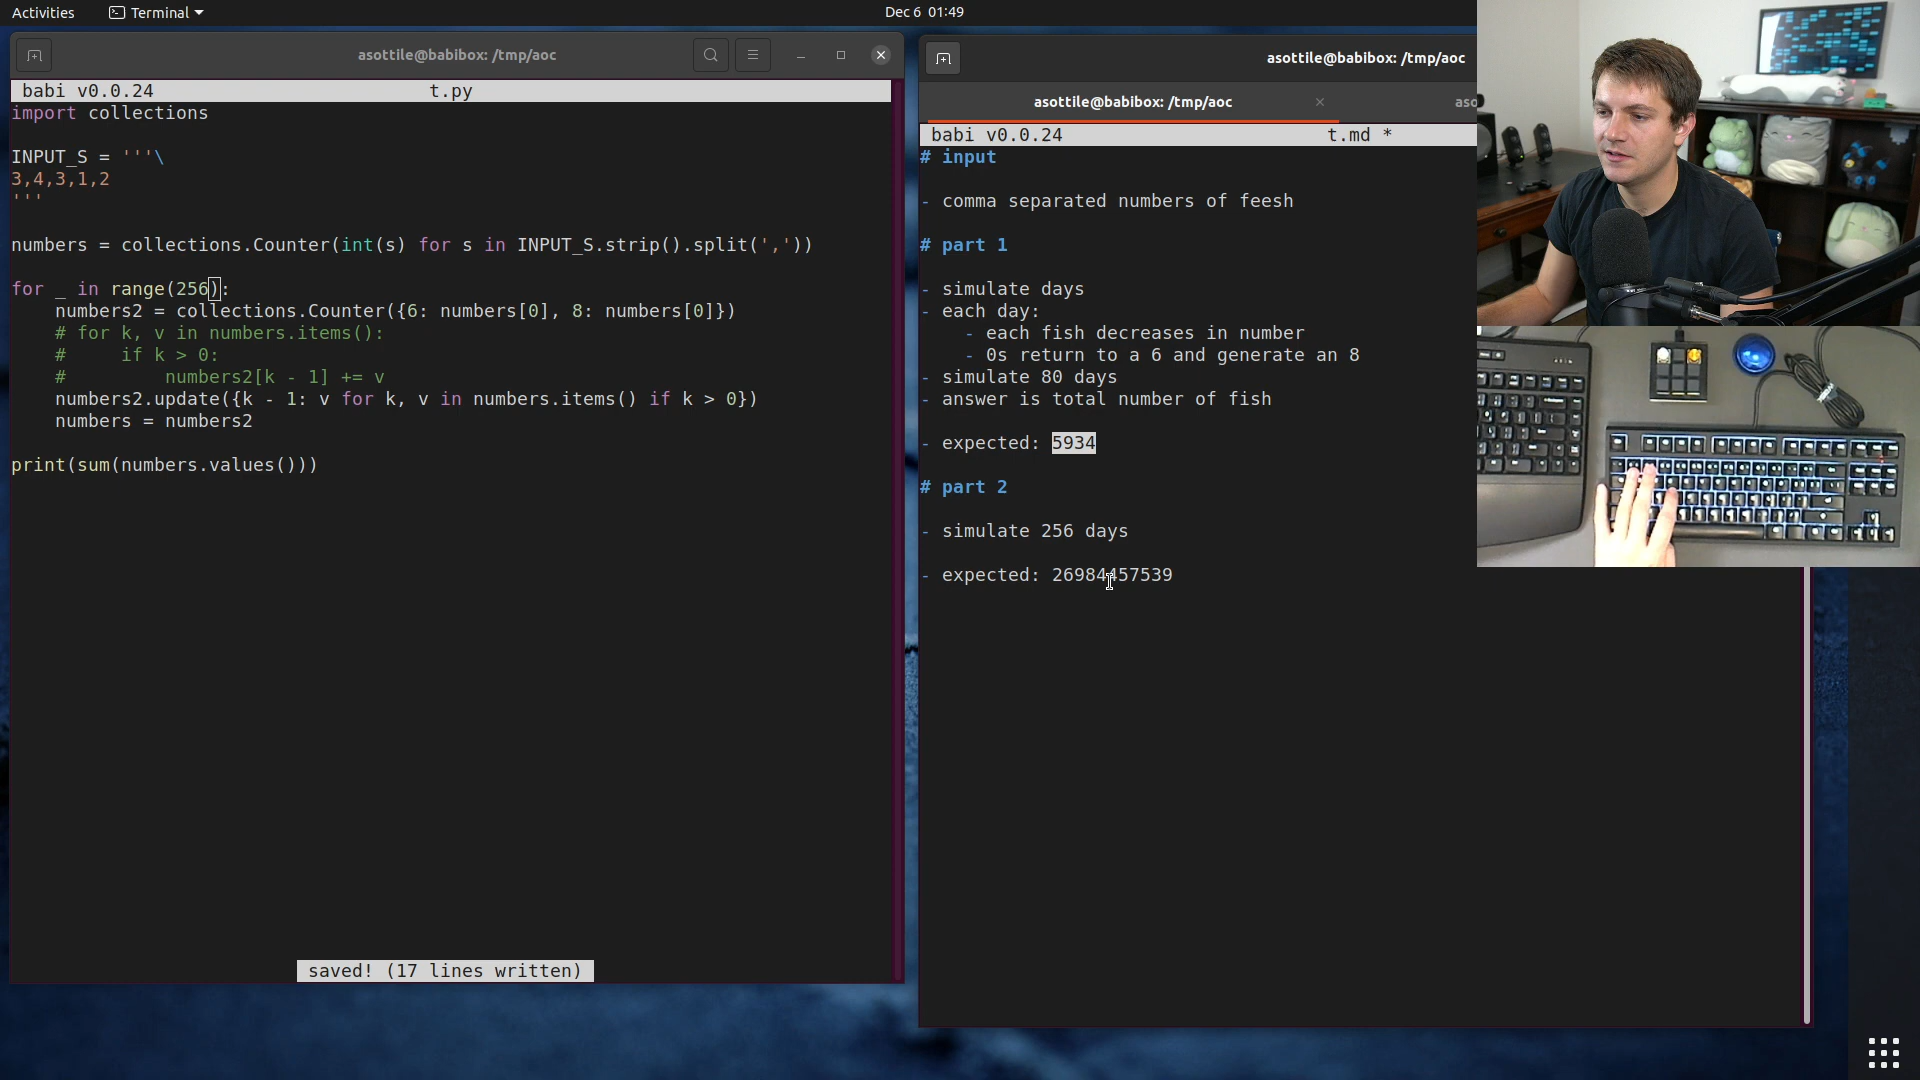 Activities
Terminal
Dec 6 01:49
asottile@babibox: /tmp/aoc
babi v0.0.24 t.py
import collections
INPUT_S = '''\
3,4,3,1,2
'''
numbers = collections.Counter(int(s) for s in INPUT_S.strip().split(','))
for _ in range(256):
    numbers2 = collections.Counter({6: numbers[0], 8: numbers[0]})
    # for k, v in numbers.items():
    #     if k > 0:
    #         numbers2[k - 1] += v
    numbers2.update({k - 1: v for k, v in numbers.items() if k > 0})
    numbers = numbers2
print(sum(numbers.values()))
saved! (17 lines written)
asottile@babibox: /tmp/aoc
asottile@babibox: /tmp/aoc
aso
babi v0.0.24 t.md *
# input
- comma separated numbers of feesh
# part 1
- simulate days
- each day:
    - each fish decreases in number
    - 0s return to a 6 and generate an 8
- simulate 80 days
- answer is total number of fish
- expected: 5934
# part 2
- simulate 256 days
- expected: 26984457539